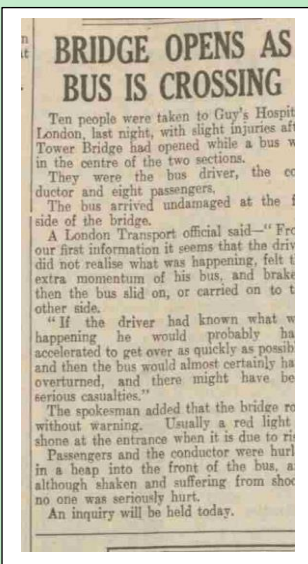 BRIDGE OPENS AS
BUS IS CROSSING
Ten people were taken to Guy's Hospit
London, last night, with slight injuries aft
Tower Bridge had opened while a bus w
in the centre of the two sections.
They were the bus driver, the co
ductor and eight passengers.
The bus arrived undamaged at the f
side of the bridge.
A London Transport official said—" Fro
our first information it seems that the driv
did not realise what was happening, felt t
extra momentum of his bus, and brake
then the bus slid on, or carried on to t
other side.
" If the driver had known what w
happening he would probably ha
accelerated to get over as quickly as possib
and then the bus would almost certainly ha
overturned, and there might have be
serious casualties."
The spokesman added that the bridge ro
without warning. Usually a red light
shone at the entrance when it is due to ris
Passengers and the conductor were hurl
in a heap into the front of the bus, a
although shaken and suffering from shoc
no one was seriously hurt.
An inquiry will be held today.